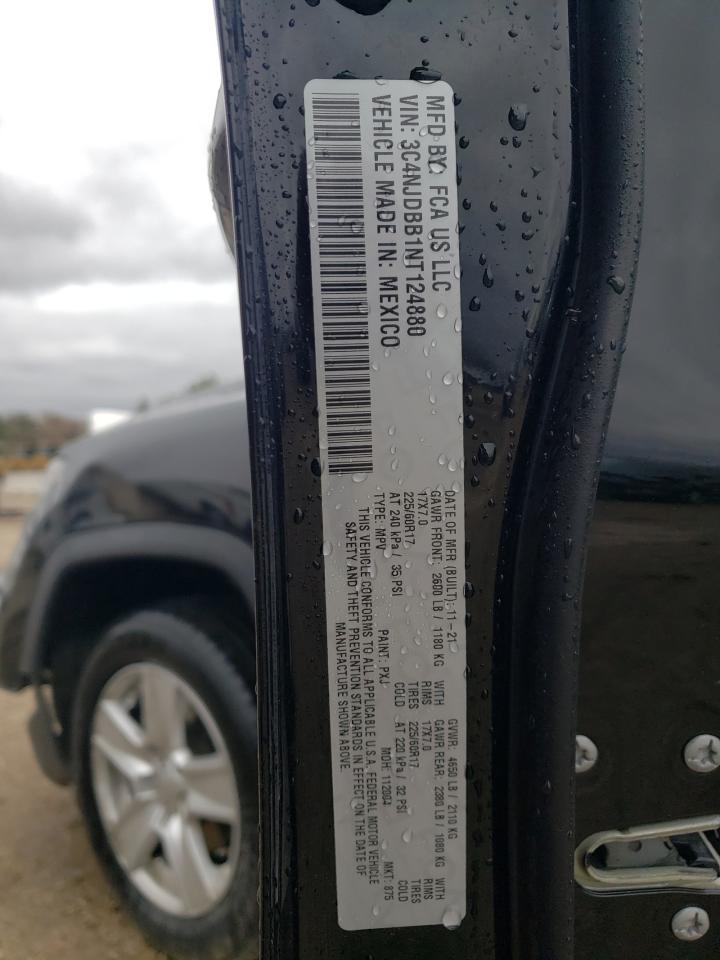 MFD BY: FCA US LLC
VIN: 3C4NJDBB1NT124880
VEHICLE MADE IN: MEXICO
DATE OF MFR (BUILT): 11-21 GVWR: 4650 LB / 2110 KG
GAWR FRONT: 2600 LB / 1180 KG WITH GAWR REAR: 2380 LB / 1080 KG WITH
17X7.0 RIMS 17X7.0 RIMS
225/60R17 TIRES 225/60R17 TIRES
AT 240 kPa / 35 PSI COLD AT 220 kPa / 32 PSI COLD
TYPE: MPV PAINT: PXJ MDH: 112004 MKT: 875
THIS VEHICLE CONFORMS TO ALL APPLICABLE U.S.A. FEDERAL MOTOR VEHICLE
SAFETY AND THEFT PREVENTION STANDARDS IN EFFECT ON THE DATE OF
MANUFACTURE SHOWN ABOVE.